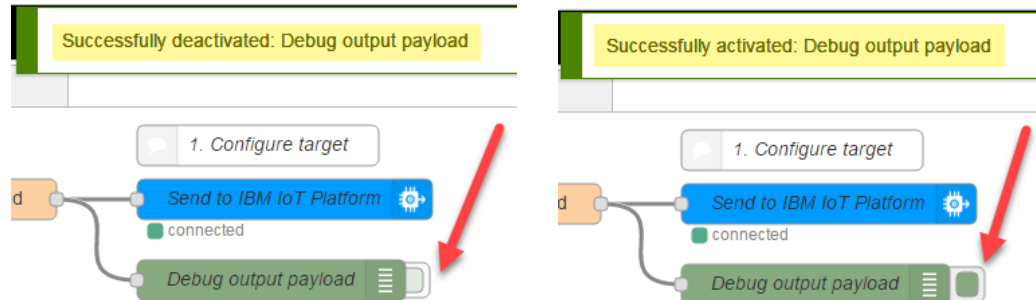 Successfully deactivated: Debug output payload
1. Configure target
d
Send to IBM IoT Platform
connected
Debug output payload
Successfully activated: Debug output payload
1. Configure target
d
Send to IBM IoT Platform
connected
Debug output payload